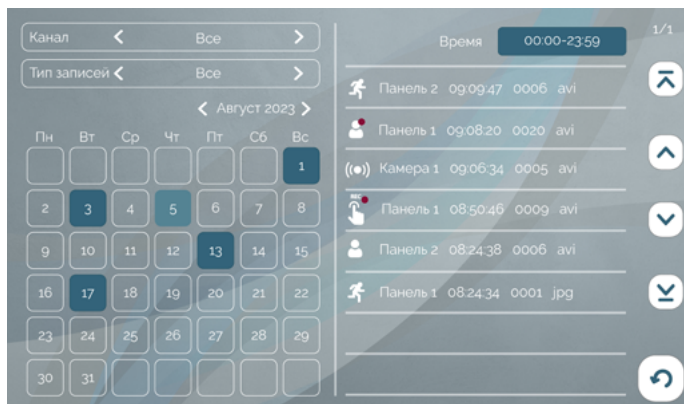 Канал Все
Тип записей Все
Август 2023
Пн Вт Ср Чт Пт Сб Вс
1
2 3 4 5 6 7 8
9 10 11 12 13 14 15
16 17 18 19 20 21 22
23 24 25 26 27 28 29
30 31
Время 00:00-23:59
1/1
Панель 2 09:09:47 0006 avi
Панель 1 09:08:20 0020 avi
Камера 1 09:06:34 0005 avi
REC
Панель 1 08:50:46 0009 avi
Панель 2 08:24:38 0006 avi
Панель 1 08:24:34 0001 jpg